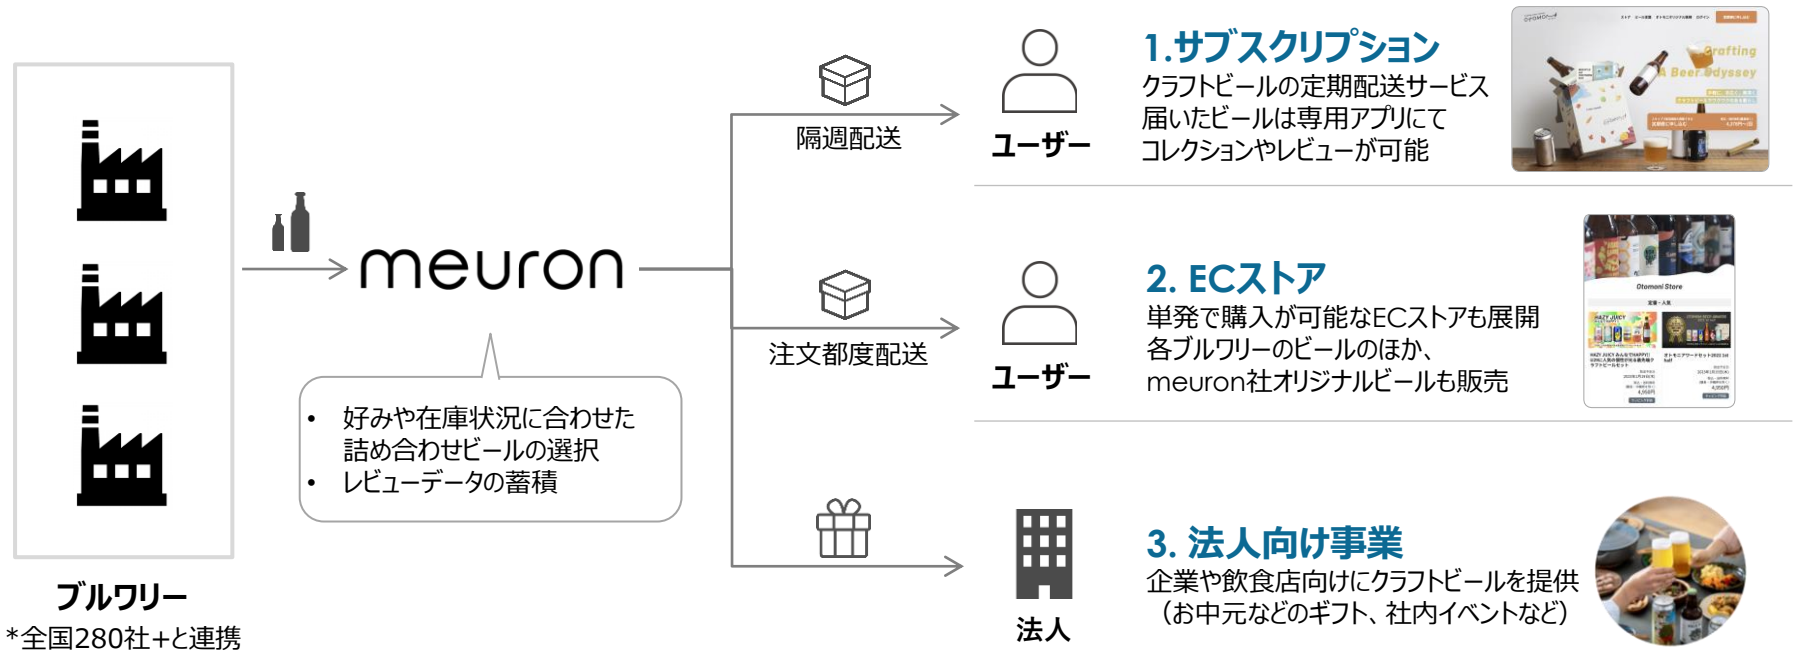 ブルワリー
*全国280社+と連携
meuron
• 好みや在庫状況に合わせた
詰め合わせビールの選択
• レビューデータの蓄積
隔週配送
ユーザー
1.サブスクリプション
クラフトビールの定期配送サービス
届いたビールは専用アプリにて
コレクションやレビューが可能
Crafting
A Beer Odyssey
注文都度配送
ユーザー
2. ECストア
単発で購入が可能なECストアも展開
各ブルワリーのビールのほか、
meuron社オリジナルビールも販売
Otomoni Store
定番・人気
法人
3. 法人向け事業
企業や飲食店向けにクラフトビールを提供
（お中元などのギフト、社内イベントなど）